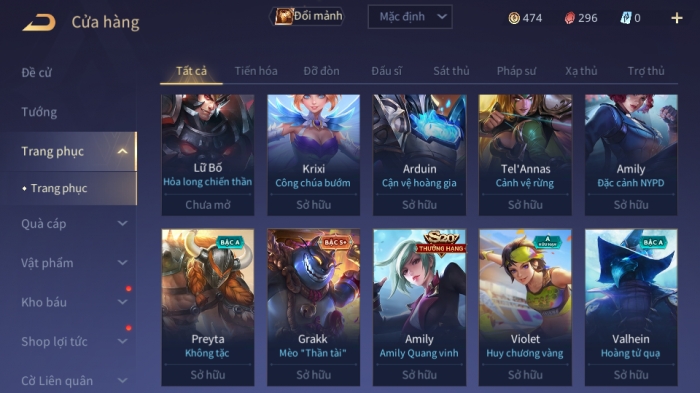 Cửa hàng
Đổi mảnh
Mặc định
474
296
0
Đề cử
Tướng
Trang phục
Trang phục
Quà cáp
Vật phẩm
Kho báu
Shop lợi tức
Cờ Liên quân
Tất cả
Tiến hóa
Đỡ đòn
Đấu sĩ
Sát thủ
Pháp sư
Xạ thủ
Trợ thủ
Lữ Bố
Hỏa long chiến thần
Chưa mở
Krixi
Công chúa bướm
Sở hữu
Arduin
Cận vệ hoàng gia
Sở hữu
Tel'Annas
Cảnh vệ rừng
Sở hữu
Amily
Đặc cảnh NYPD
Sở hữu
BẬC A
Preyta
Không tặc
Sở hữu
BẬC S+
Grakk
Mèo "Thần tài"
Sở hữu
THƯỞNG HẠNG
Amily
Amily Quang vinh
Sở hữu
A
HỮU HẠN
Violet
Huy chương vàng
Sở hữu
BẬC A
Valhein
Hoàng tử quạ
Sở hữu